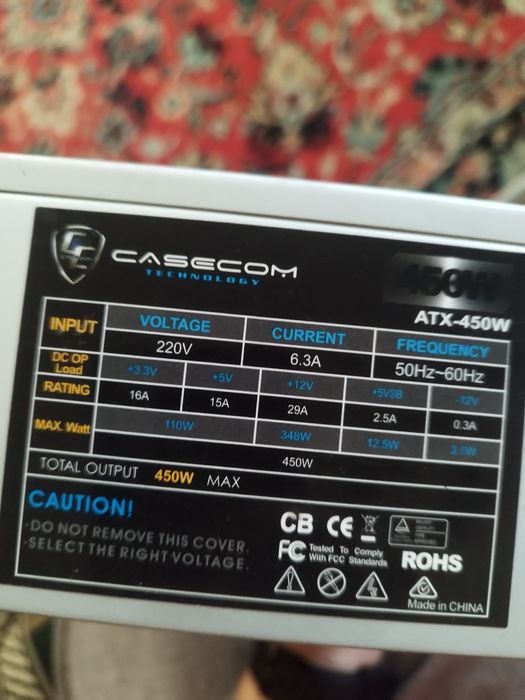 CASECOM
TECHNOLOGY
450W
ATX-450W
INPUT VOLTAGE CURRENT FREQUENCY
220V 6.3A 50Hz~60Hz
DC OP Load +3.3V +5V +12V +5VSB -12V
RATING 16A 15A 29A 2.5A 0.3A
MAX. Watt 110W 348W 12.5W 3.6W
450W
TOTAL OUTPUT 450W MAX
CAUTION!
-DO NOT REMOVE THIS COVER.
-SELECT THE RIGHT VOLTAGE.
CB CE
FC Tested To Comply
With FCC Standards
ROHS
Made in CHINA